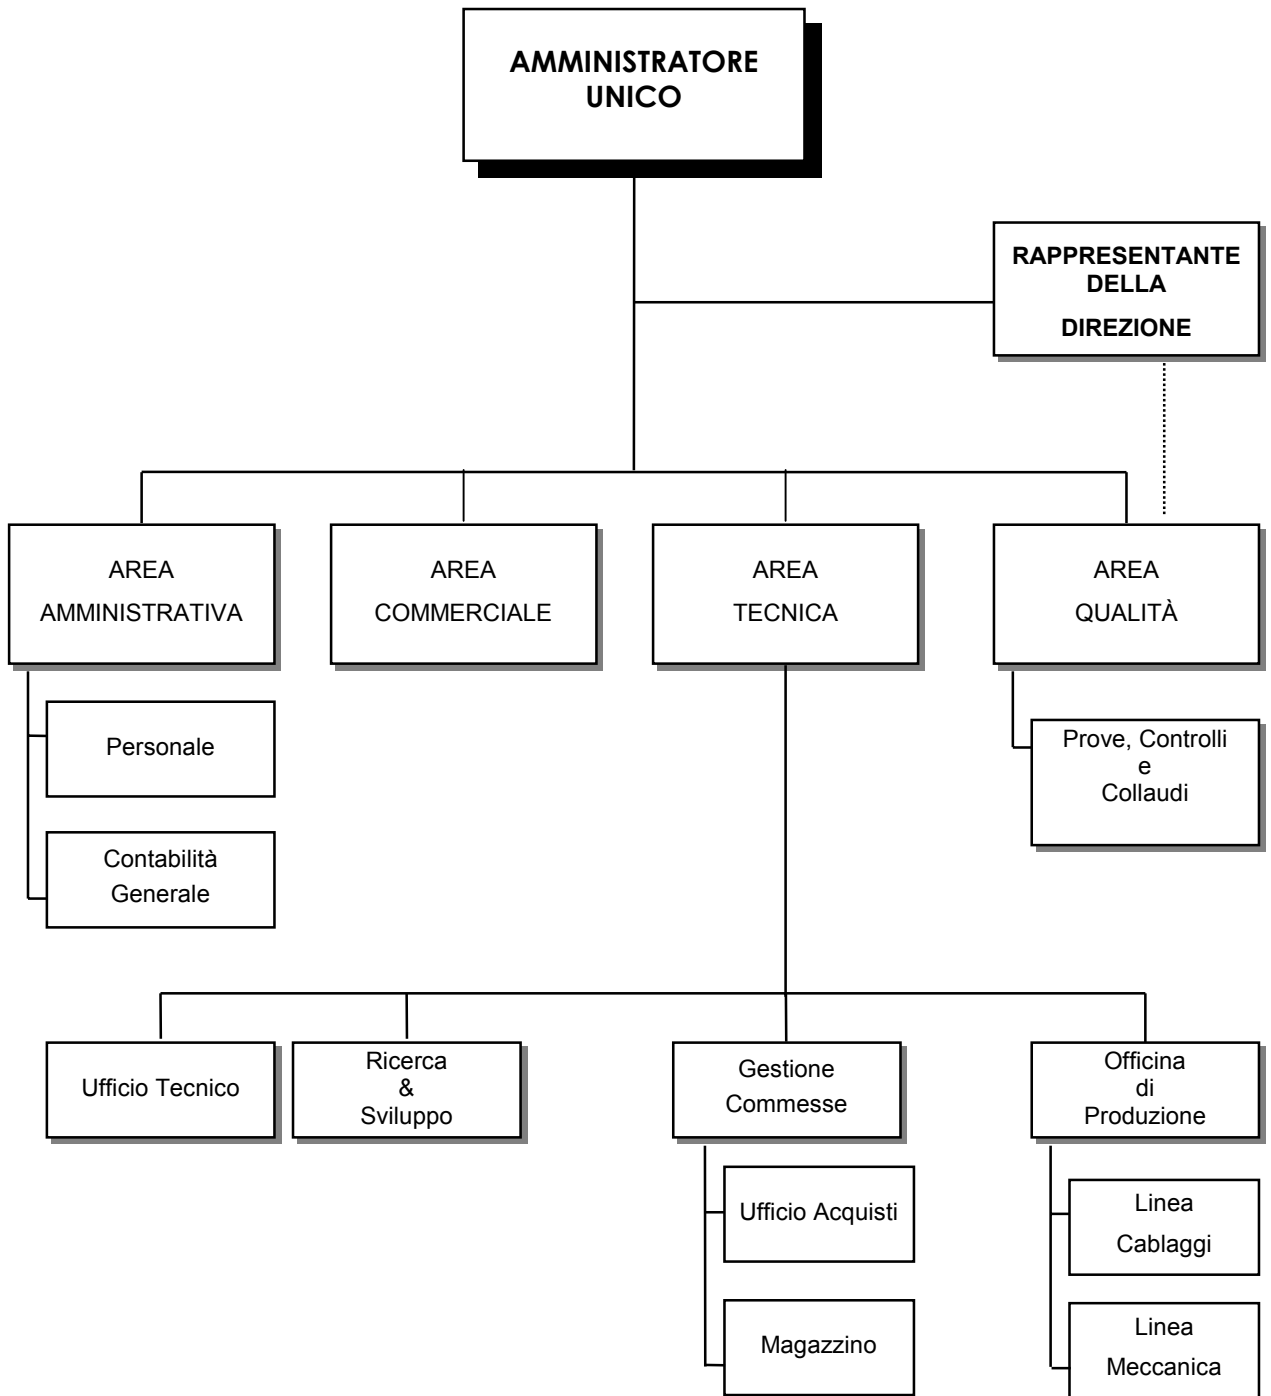 AMMINISTRATORE
UNICO
RAPPRESENTANTE
DELLA
DIREZIONE
AREA
AMMINISTRATIVA
AREA
COMMERCIALE
AREA
TECNICA
AREA
QUALITÀ
Personale
Contabilità
Generale
Prove, Controlli
e
Collaudi
Ufficio Tecnico
Ricerca
&
Sviluppo
Gestione
Commesse
Officina
di
Produzione
Ufficio Acquisti
Magazzino
Linea
Cablaggi
Linea
Meccanica